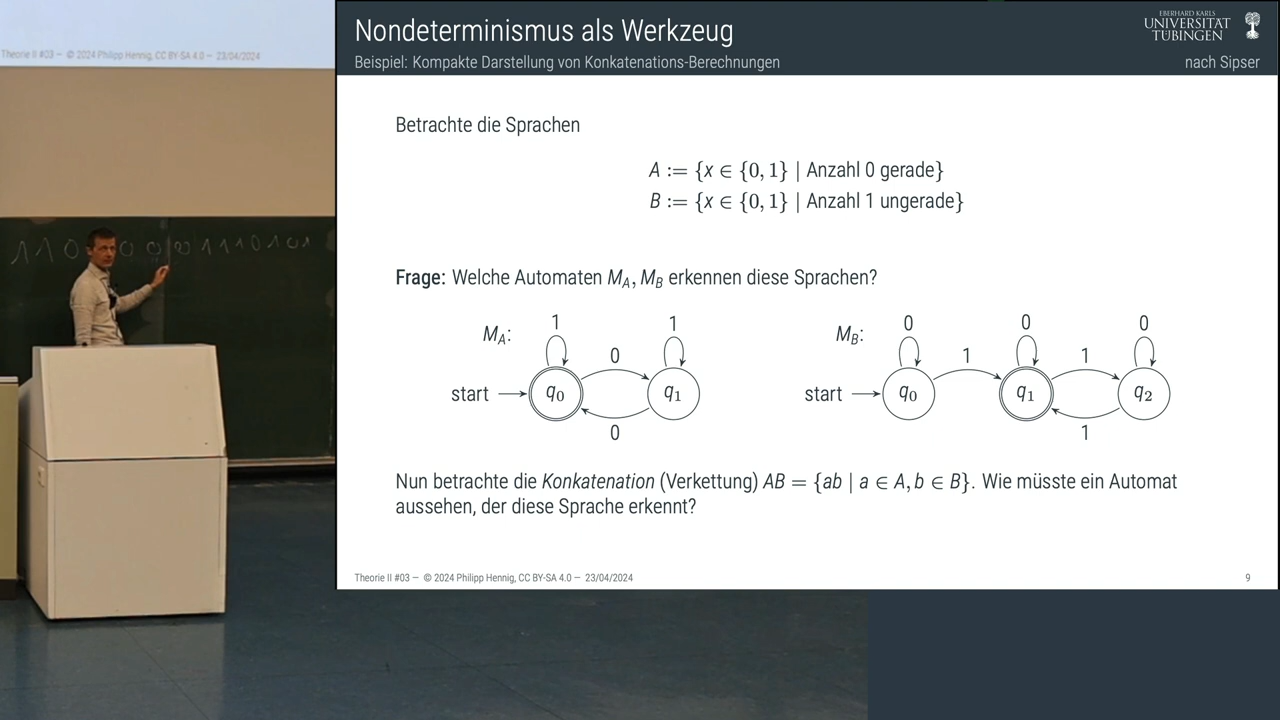 Theorie II #03 – © 2024 Philipp Hennig, CC BY-SA 4.0 – 23/04/2024
Nondeterminismus als Werkzeug
Beispiel: Kompakte Darstellung von Konkatenations-Berechnungen
EBERHARD KARLS
UNIVERSITÄT
TÜBINGEN
nach Sipser
Betrachte die Sprachen
A := {x ∈ {0, 1} | Anzahl 0 gerade}
B := {x ∈ {0, 1} | Anzahl 1 ungerade}
Frage: Welche Automaten M_A, M_B erkennen diese Sprachen?
M_A:
1
1
0
start
q_0
q_1
0
M_B:
0
0
0
1
1
start
q_0
q_1
q_2
1
Nun betrachte die Konkatenation (Verkettung) AB = {ab | a ∈ A, b ∈ B}. Wie müsste ein Automat
aussehen, der diese Sprache erkennt?
Theorie II #03 – © 2024 Philipp Hennig, CC BY-SA 4.0 – 23/04/2024
9